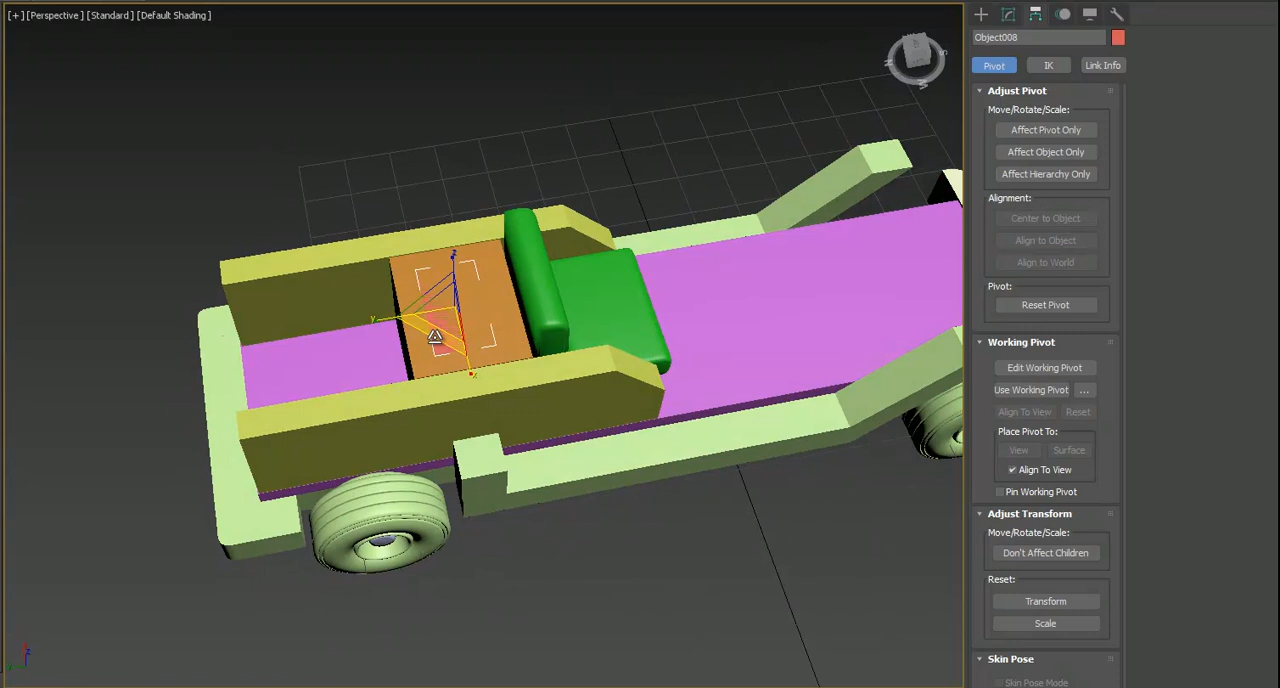 [+] [Perspective] [Standard] [Default Shading]
Object008
Pivot IK Link Info
Adjust Pivot
Move/Rotate/Scale:
Affect Pivot Only
Affect Object Only
Affect Hierarchy Only
Alignment:
Center to Object
Align to Object
Align to World
Pivot:
Reset Pivot
Working Pivot
Edit Working Pivot
Use Working Pivot ...
Align To View Reset
Place Pivot To:
View Surface
Align To View
Pin Working Pivot
Adjust Transform
Move/Rotate/Scale:
Don't Affect Children
Reset:
Transform
Scale
Skin Pose
Skin Pose Mode
z
y
x